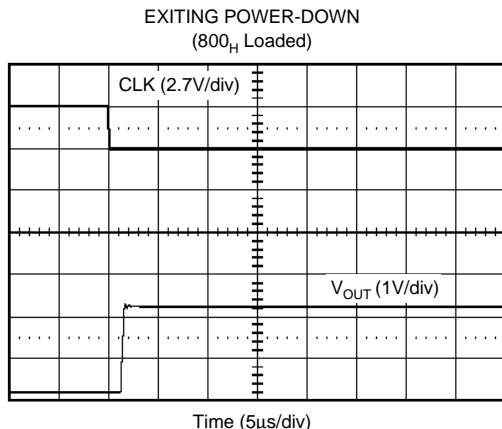 EXITING POWER-DOWN
(800H Loaded)
CLK (2.7V/div)
VOUT (1V/div)
Time (5μs/div)